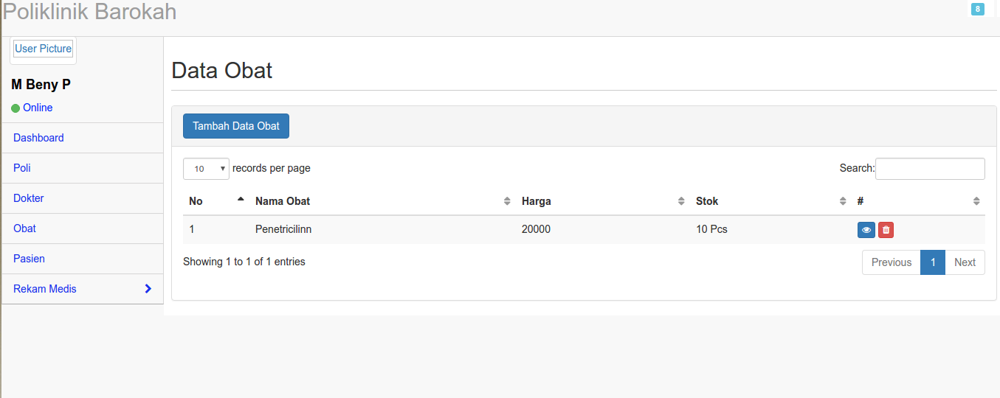 Poliklinik Barokah
8
User Picture
M Beny P
Online
Dashboard
Poli
Dokter
Obat
Pasien
Rekam Medis
Data Obat
Tambah Data Obat
10 records per page
Search:
No Nama Obat Harga Stok #
1 Penetricilinn 20000 10 Pcs
Showing 1 to 1 of 1 entries
Previous 1 Next